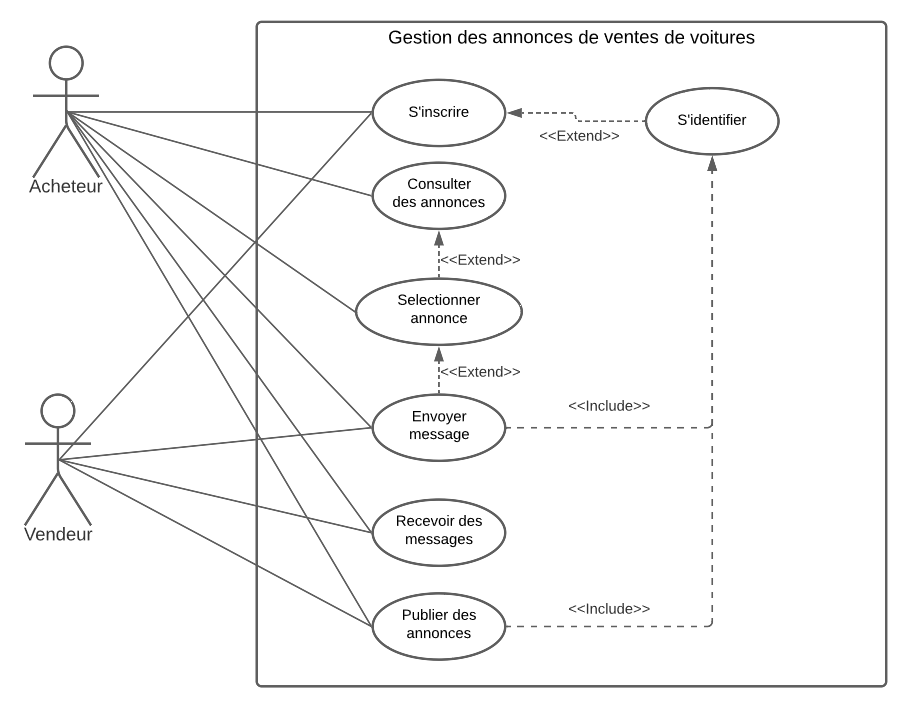 Gestion des annonces de ventes de voitures
Acheteur
S'inscrire
<<Extend>>
S'identifier
Consulter
des annonces
<<Extend>>
Selectionner
annonce
<<Extend>>
Envoyer
message
<<Include>>
Vendeur
Recevoir des
messages
Publier des
annonces
<<Include>>